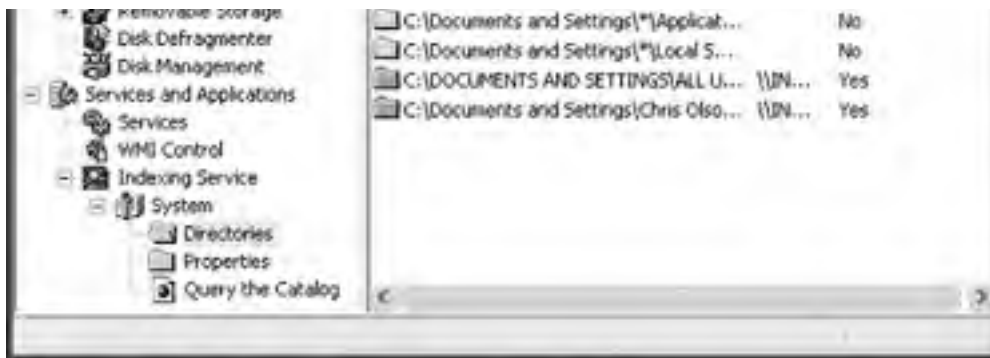 Removable Storage
Disk Defragmenter
Disk Management
Services and Applications
Services
WMI Control
Indexing Service
System
Directories
Properties
Query the Catalog
C:\Documents and Settings\*\Applicat... No
C:\Documents and Settings\*\Local S... No
C:\DOCUMENTS AND SETTINGS\ALL U... \\IN... Yes
C:\Documents and Settings\Chris Olso... \\IN... Yes